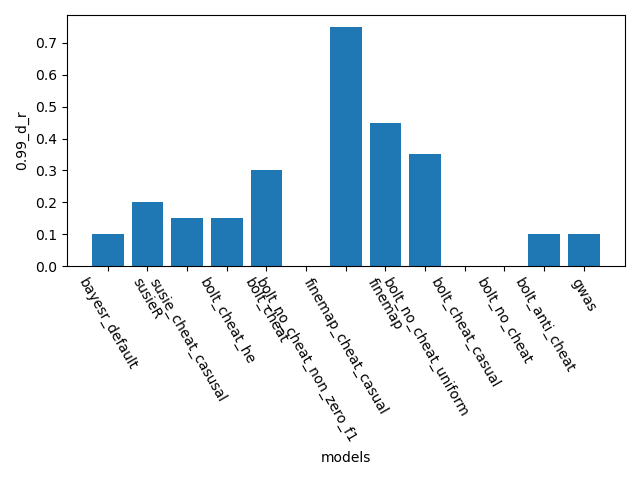 0.7
0.6
0.5
0.4
0.3
0.2
0.1
0.0
0.99_d_r
bayesr_default
susieR
susie_cheat_casusal
bolt_cheat_he
bolt_cheat
bolt_no_cheat_non_zero_f1
finemap_cheat_casual
finemap
bolt_no_cheat_uniform
bolt_cheat_casual
bolt_no_cheat
bolt_anti_cheat
gwas
models